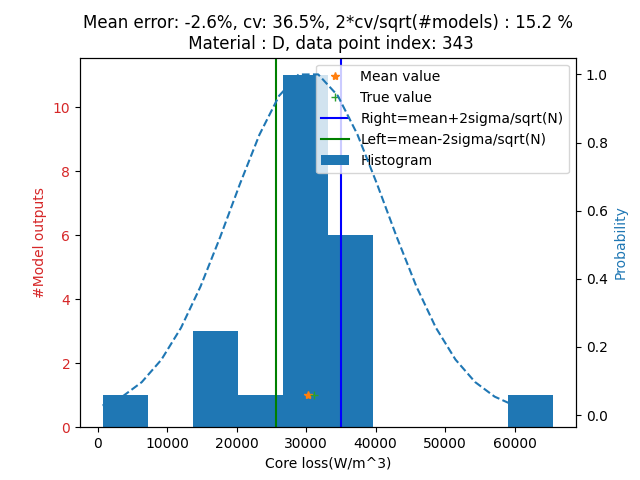 Mean error: -2.6%, cv: 36.5%, 2*cv/sqrt(#models) : 15.2 %
Material : D, data point index: 343
Mean value
True value
Right=mean+2sigma/sqrt(N)
Left=mean-2sigma/sqrt(N)
Histogram
#Model outputs
10
8
6
4
2
0
Probability
1.0
0.8
0.6
0.4
0.2
0.0
0 10000 20000 30000 40000 50000 60000
Core loss(W/m^3)